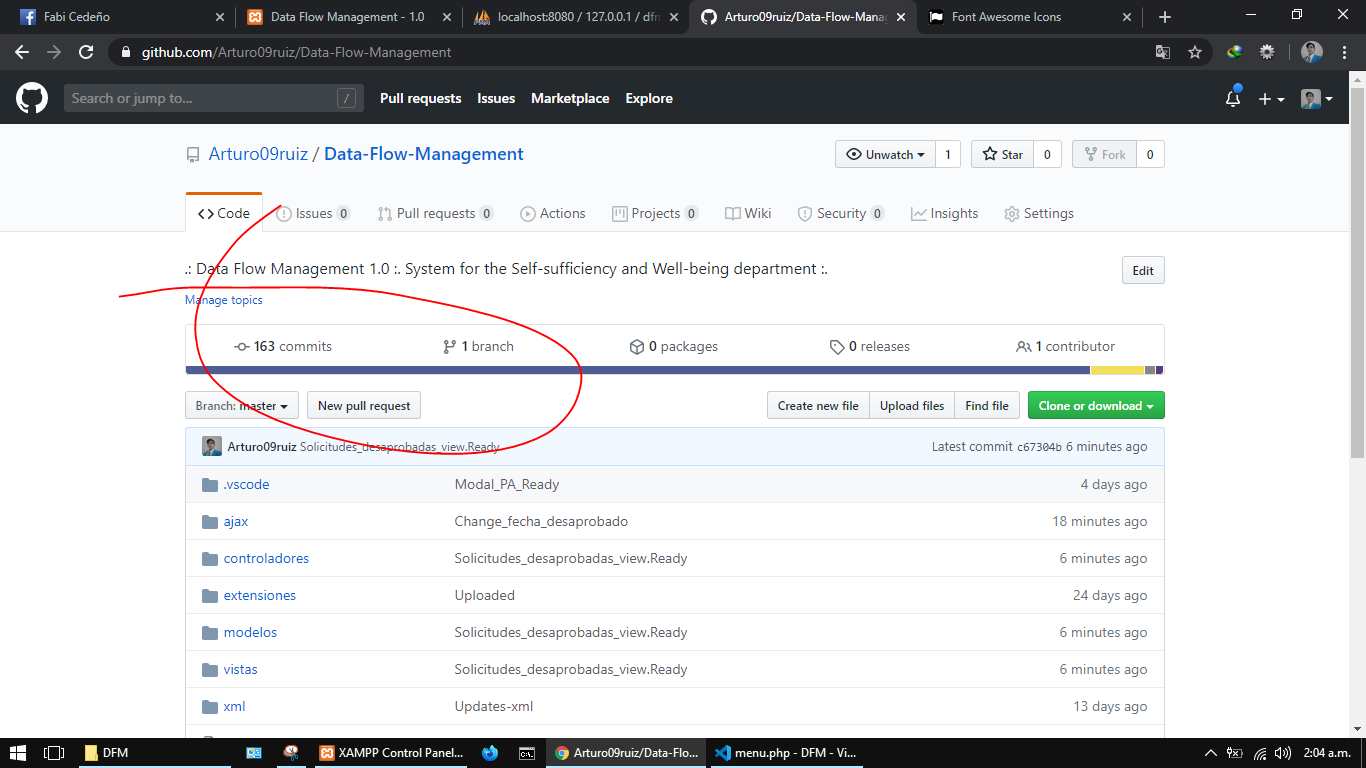 Fabi Cedeño
Data Flow Management - 1.0
localhost:8080 / 127.0.0.1 / dfm
Arturo09ruiz/Data-Flow-Mana
Font Awesome Icons
github.com/Arturo09ruiz/Data-Flow-Management
Search or jump to... /
Pull requests Issues Marketplace Explore
Arturo09ruiz / Data-Flow-Management
Unwatch 1 Star 0 Fork 0
Code Issues 0 Pull requests 0 Actions Projects 0 Wiki Security 0 Insights Settings
.: Data Flow Management 1.0 :. System for the Self-sufficiency and Well-being department :.
Edit
Manage topics
163 commits 1 branch 0 packages 0 releases 1 contributor
Branch: master New pull request Create new file Upload files Find file Clone or download
Arturo09ruiz Solicitudes_desaprobadas_view.Ready Latest commit c67304b 6 minutes ago
.vscode Modal_PA_Ready 4 days ago
ajax Change_fecha_desaprobado 18 minutes ago
controladores Solicitudes_desaprobadas_view.Ready 6 minutes ago
extensiones Uploaded 24 days ago
modelos Solicitudes_desaprobadas_view.Ready 6 minutes ago
vistas Solicitudes_desaprobadas_view.Ready 6 minutes ago
xml Updates-xml 13 days ago
DFM XAMPP Control Panel... Arturo09ruiz/Data-Flo... menu.php - DFM - Vi... 2:04 a.m.